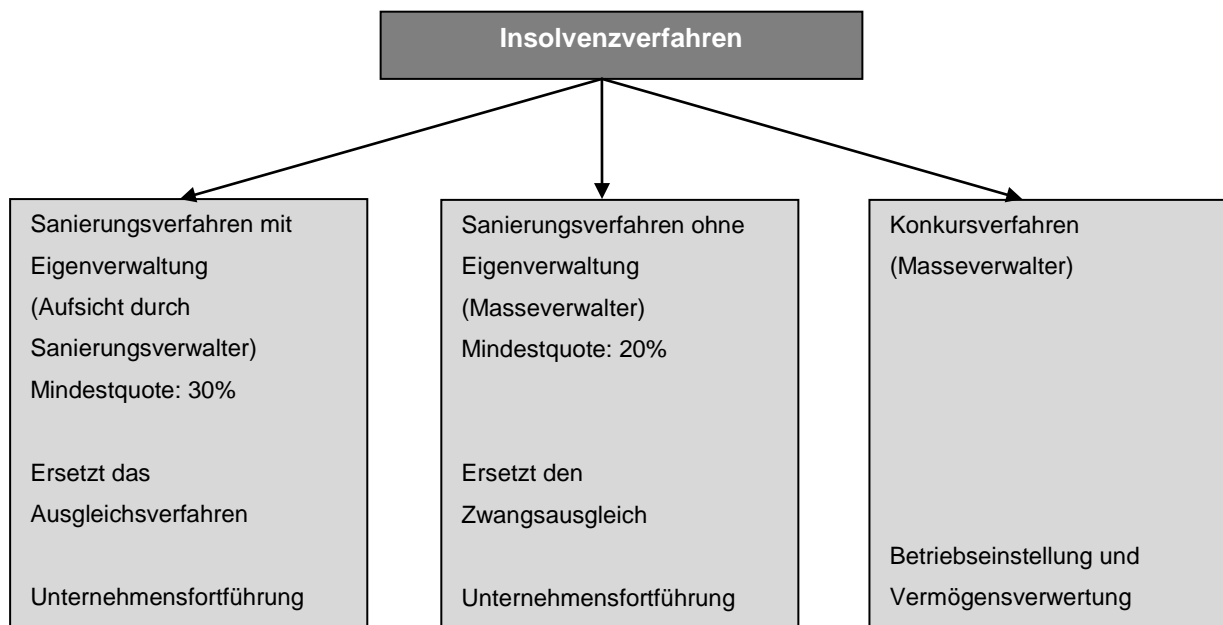 Insolvenzverfahren
Sanierungsverfahren mit
Eigenverwaltung
(Aufsicht durch
Sanierungsverwalter)
Mindestquote: 30%
Ersetzt das
Ausgleichsverfahren
Unternehmensfortführung
Sanierungsverfahren ohne
Eigenverwaltung
(Masseverwalter)
Mindestquote: 20%
Ersetzt den
Zwangsausgleich
Unternehmensfortführung
Konkursverfahren
(Masseverwalter)
Betriebseinstellung und
Vermögensverwertung